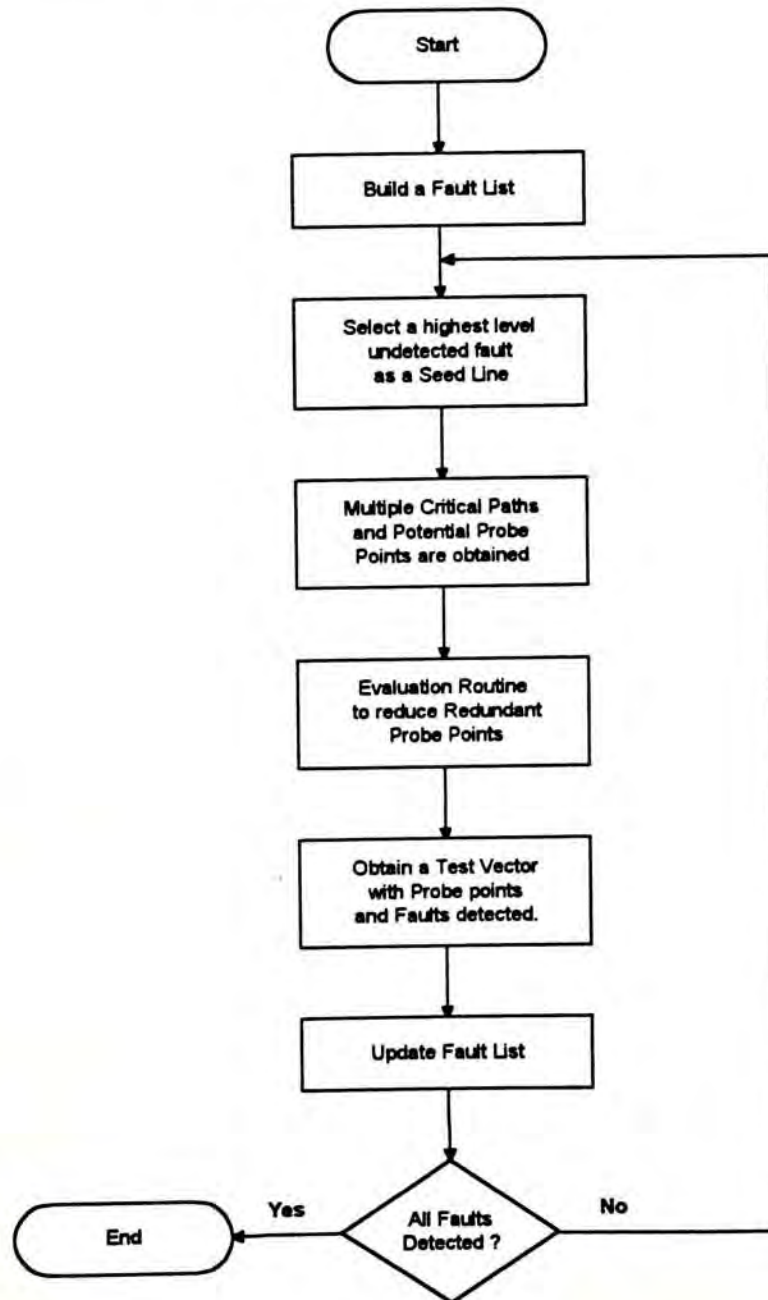 Start
Build a Fault List
Select a highest level
undetected fault
as a Seed Line
Multiple Critical Paths
and Potential Probe
Points are obtained
Evaluation Routine
to reduce Redundant
Probe Points
Obtain a Test Vector
with Probe points
and Faults detected.
Update Fault List
All Faults
Detected ?
Yes
No
End